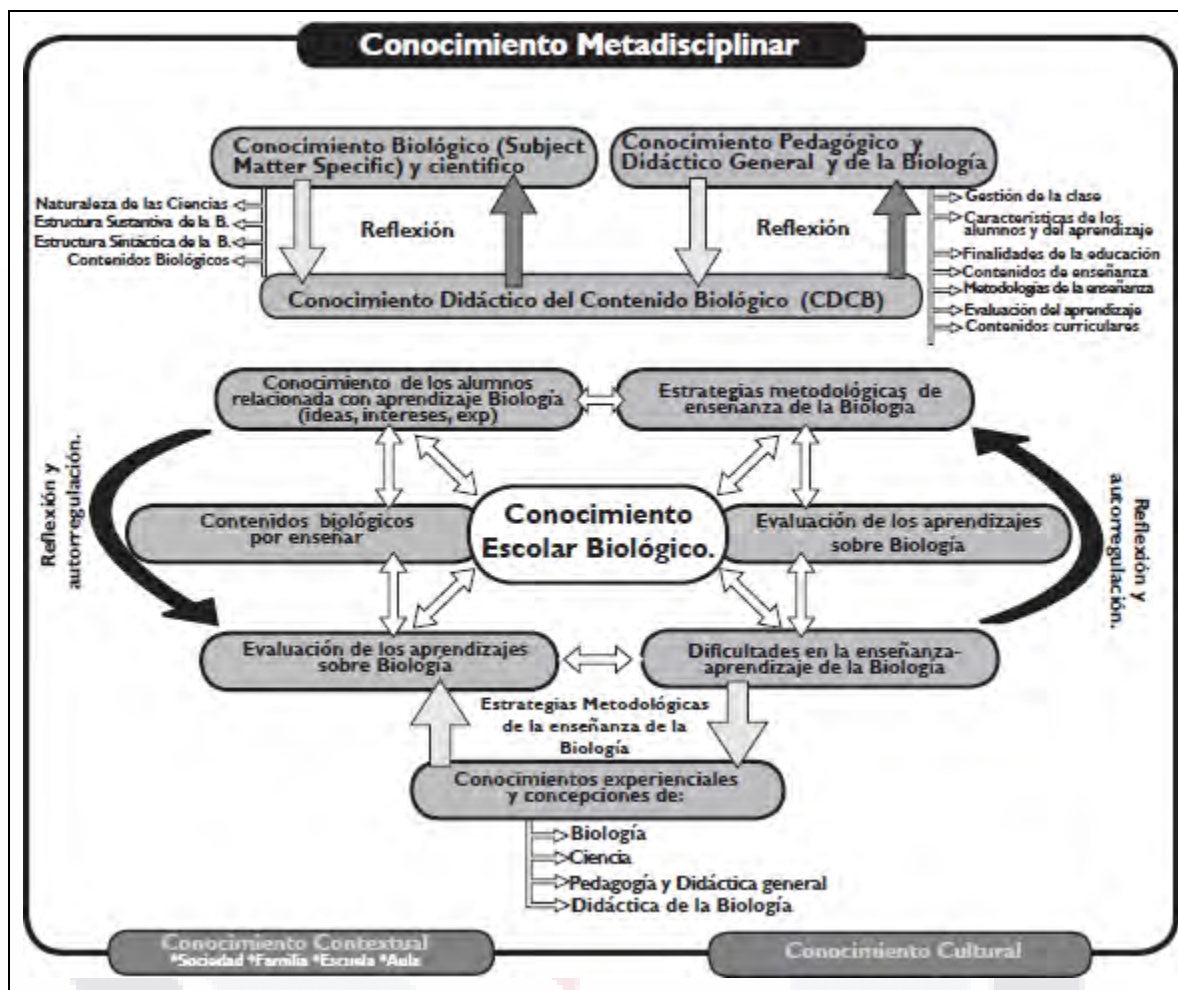 Conocimiento Metadisciplinar
Conocimiento Biológico (Subject
Matter Specific) y científico
Conocimiento Pedagógico y
Didáctico General y de la Biología
Naturaleza de las Ciencias
Estructura Sustantiva de la B.
Estructura Sintáctica de la B.
Contenidos Biológicos
Reflexión
Reflexión
Gestión de la clase
Características de los
alumnos y del aprendizaje
Finalidades de la educación
Contenidos de enseñanza
Metodologías de la enseñanza
Evaluación del aprendizaje
Contenidos curriculares
Conocimiento Didáctico del Contenido Biológico (CDCB)
Conocimiento de los alumnos
relacionada con aprendizaje Biología
(ideas, intereses, exp)
Estrategias metodológicas de
enseñanza de la Biología
Reflexión y
autorregulación.
Contenidos biológicos
por enseñar
Conocimiento
Escolar Biológico.
Evaluación de los aprendizajes
sobre Biología
Reflexión y
autorregulación.
Evaluación de los aprendizajes
sobre Biología
Dificultades en la enseñanza-
aprendizaje de la Biología
Estrategias Metodológicas
de la enseñanza de la
Biología
Conocimientos experienciales
y concepciones de:
Biología
Ciencia
Pedagogía y Didáctica general
Didáctica de la Biología
Conocimiento Contextual
*Sociedad *Familia *Escuela *Aula
Conocimiento Cultural